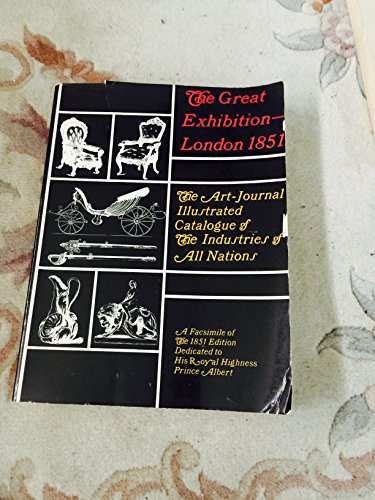 The Great
Exhibition—
London 1851
The Art-Journal
Illustrated
Catalogue of
The Industries of
All Nations
A Facsimile of
The 1851 Edition
Dedicated to
His Royal Highness
Prince Albert